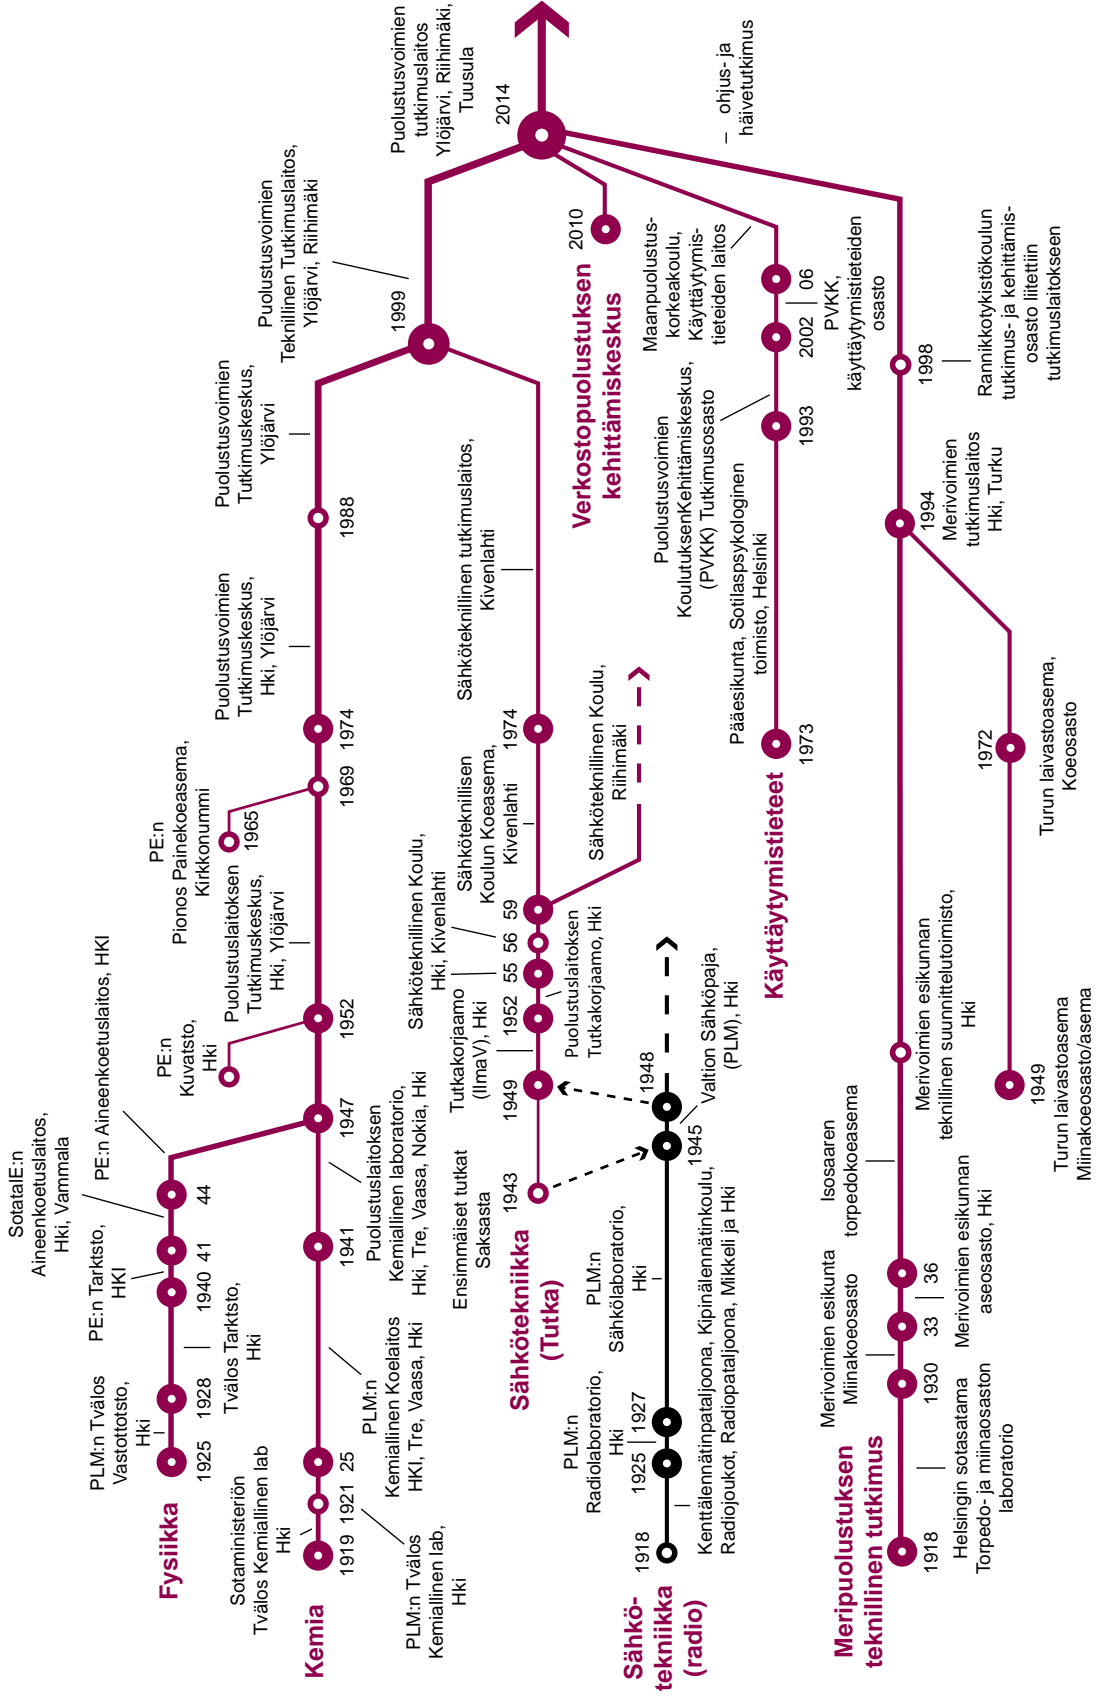 Fysiikka
PLM:n Tvälos
Vastottotsto,
Hki
1925
1928
Tvälos Tarktsto,
Hki
1940
PE:n Tarktsto,
HKI
41
SotatalE:n
Aineenkoetuslaitos,
Hki, Vammala
44
PE:n Aineenkoetuslaitos, HKI
Kemia
Sotaministeriön
Tvälos Kemiallinen lab
Hki
1919
1921
25
PLM:n Tvälos
Kemiallinen lab,
Hki
PLM:n
Kemiallinen Koelaitos
HKI, Tre, Vaasa, Hki
1941
Puolustuslaitoksen
Kemiallinen laboratorio,
Hki, Tre, Vaasa, Nokia, Hki
1947
PE:n
Kuvatsto,
Hki
1952
Puolustuslaitoksen
Tutkimuskeskus,
Hki, Ylöjärvi
PE:n
Pionos Painekoeasema,
Kirkkonummi
1965
1969
1974
Puolustusvoimien
Tutkimuskeskus,
Hki, Ylöjärvi
1988
Puolustusvoimien
Tutkimuskeskus,
Ylöjärvi
1999
Puolustusvoimien
Teknillinen Tutkimuslaitos,
Ylöjärvi, Riihimäki
Puolustusvoimien
tutkimuslaitos
Ylöjärvi, Riihimäki,
Tuusula
2014
Sähkötekniikka
(Tutka)
Ensimmäiset tutkat
Saksasta
1943
1949
Tutkakorjaamo
(IlmaV), Hki
1952
Puolustuslaitoksen
Tutkakorjaamo, Hki
55
56
59
Sähköteknillinen Koulu,
Hki, Kivenlahti
Sähköteknillisen
Koulun Koeasema,
Kivenlahti
Sähköteknillinen Koulu,
Riihimäki
1974
Sähköteknillinen tutkimuslaitos,
Kivenlahti
Verkostopuolustuksen
kehittämiskeskus
2010
Sähkö-
tekniikka
(radio)
1918
Kenttälennätinpataljoona, Kipinälennätinkoulu,
Radiojoukot, Radiopataljoona, Mikkeli ja Hki
PLM:n
Radiolaboratorio,
Hki
1925
1927
PLM:n
Sähkölaboratorio,
Hki
1945
1948
Valtion Sähköpaja,
(PLM), Hki
Käyttäytymistieteet
1973
Pääesikunta, Sotilaspsykologinen
toimisto, Helsinki
1993
Puolustusvoimien
KoulutuksenKehittämiskeskus,
(PVKK) Tutkimusosasto
2002
06
PVKK,
käyttäytymistieteiden
osasto
Maanpuolustus-
korkeakoulu,
Käyttäytymis-
tieteiden laitos
– ohjus- ja
häivetutkimus
Meripuolustuksen
teknillinen tutkimus
1918
Helsingin sotasatama
Torpedo- ja miinaosaston
laboratorio
1930
Merivoimien esikunta
Miinakoeosasto
33
36
Merivoimien esikunnan
aseosasto, Hki
Isosaaren
torpedokoeasema
Merivoimien esikunnan
teknillinen suunnittelutoimisto,
Hki
1994
Merivoimien
tutkimuslaitos
Hki, Turku
1998
Rannikkotykistökoulun
tutkimus- ja kehittämis-
osasto liitettiin
tutkimuslaitokseen
1949
Turun laivastoasema
Miinakoeosasto/asema
1972
Turun laivastoasema,
Koeosasto